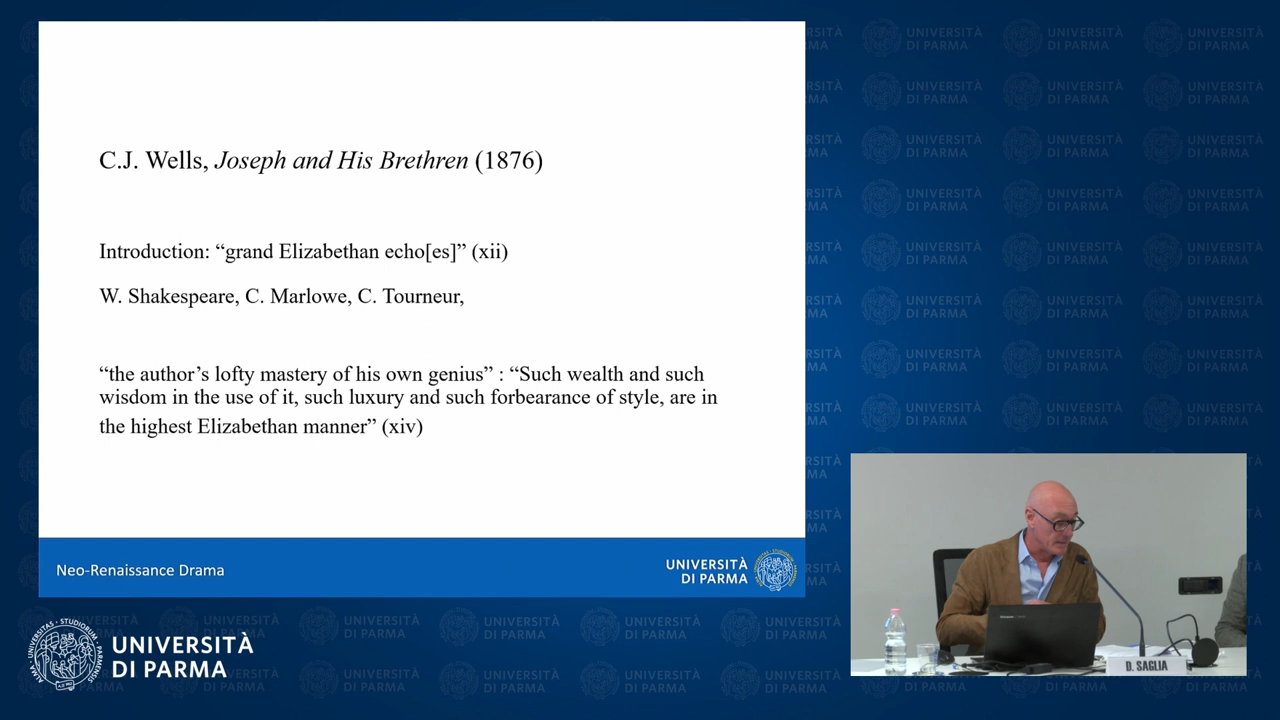 C.J. Wells, Joseph and His Brethren (1876)
Introduction: “grand Elizabethan echo[es]” (xii)
W. Shakespeare, C. Marlowe, C. Tourneur,
“the author’s lofty mastery of his own genius” : “Such wealth and such
wisdom in the use of it, such luxury and such forbearance of style, are in
the highest Elizabethan manner” (xiv)
Neo-Renaissance Drama
UNIVERSITÀ
DI PARMA
UNIVERSITÀ
DI PARMA
D. SAGLIA